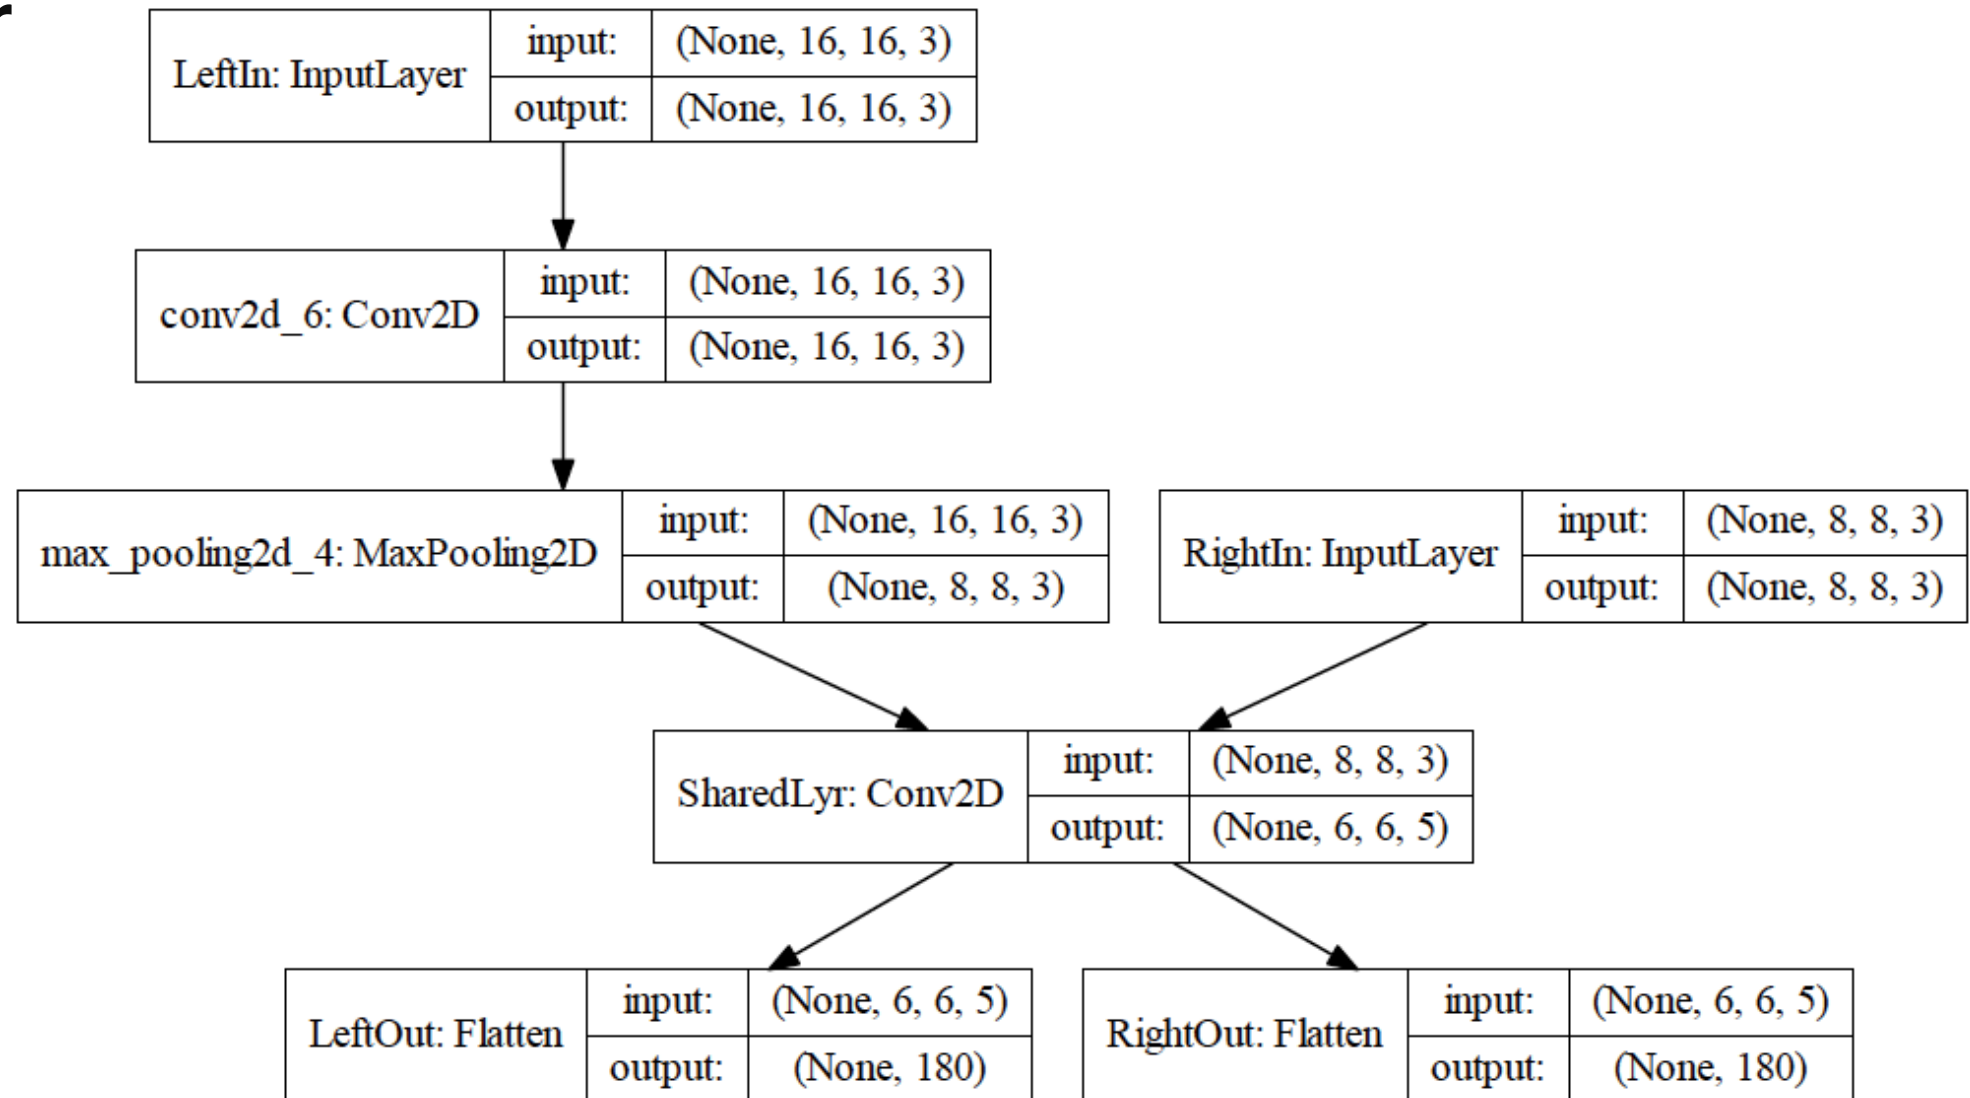 r
LeftIn: InputLayer
input: (None, 16, 16, 3)
output: (None, 16, 16, 3)
conv2d_6: Conv2D
input: (None, 16, 16, 3)
output: (None, 16, 16, 3)
max_pooling2d_4: MaxPooling2D
input: (None, 16, 16, 3)
output: (None, 8, 8, 3)
RightIn: InputLayer
input: (None, 8, 8, 3)
output: (None, 8, 8, 3)
SharedLyr: Conv2D
input: (None, 8, 8, 3)
output: (None, 6, 6, 5)
LeftOut: Flatten
input: (None, 6, 6, 5)
output: (None, 180)
RightOut: Flatten
input: (None, 6, 6, 5)
output: (None, 180)